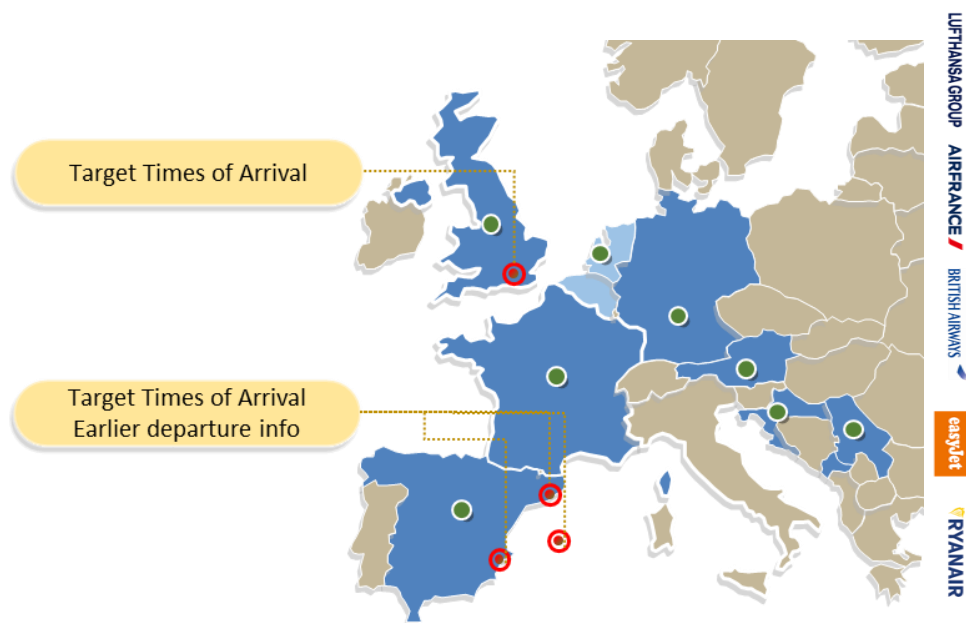 Target Times of Arrival
Target Times of Arrival
Earlier departure info
LUFTHANSA GROUP
AIRFRANCE
BRITISH AIRWAYS
easyJet
RYANAIR